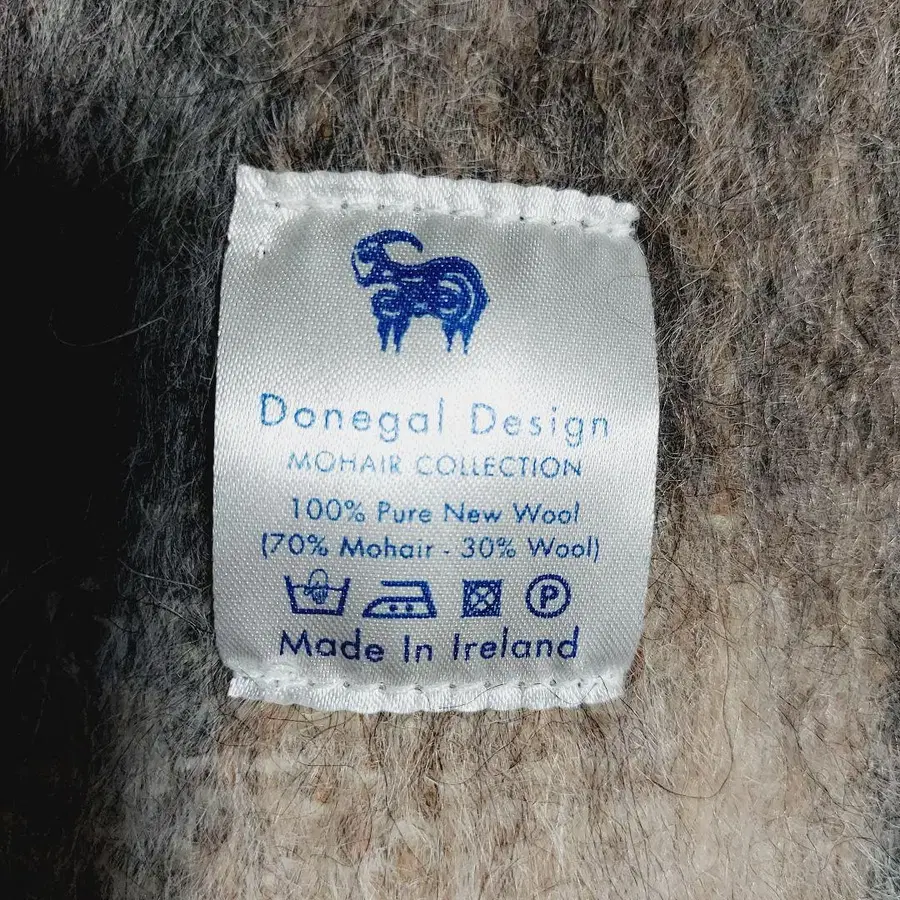 Donegal Design
MOHAIR COLLECTION
100% Pure New Wool
(70% Mohair - 30% Wool)
P
Made In Ireland